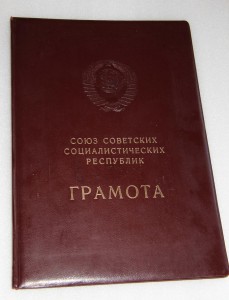 СОЮЗ СОВЕТСКИХ
СОЦИАЛИСТИЧЕСКИХ
РЕСПУБЛИК
ГРАМОТА